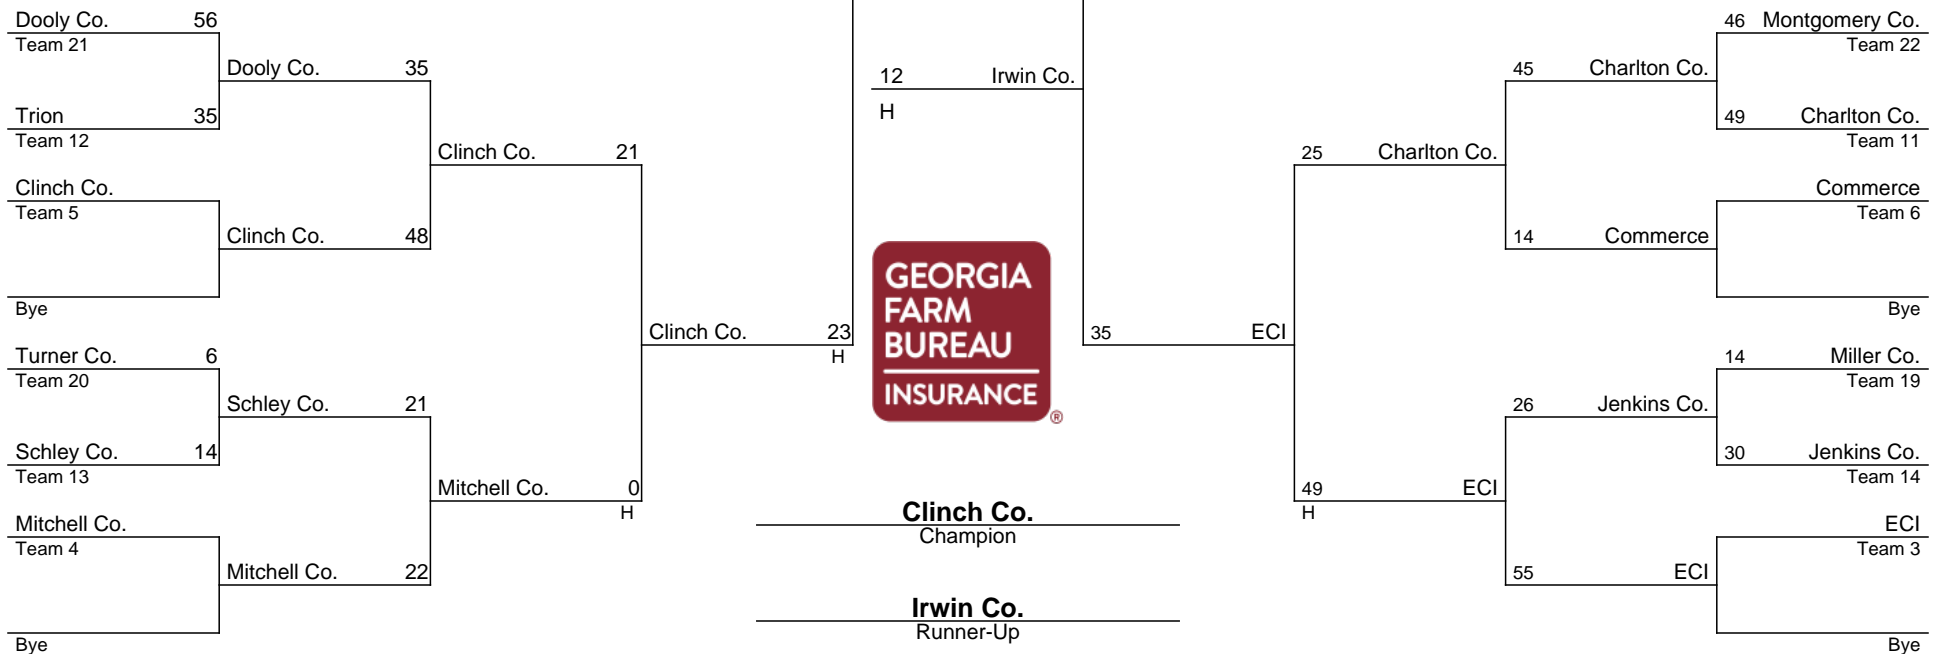 Dooly Co. 56
Team 21
Dooly Co. 35
Trion 35
Team 12
Clinch Co. 21
Clinch Co.
Team 5
Clinch Co. 48
Bye
Clinch Co. 23
H
Turner Co. 6
Team 20
Schley Co. 21
Schley Co. 14
Team 13
Mitchell Co. 0
H
Mitchell Co.
Team 4
Mitchell Co. 22
Bye
12 Irwin Co.
H
GEORGIA
FARM
BUREAU
INSURANCE
®
Clinch Co.
Champion
Irwin Co.
Runner-Up
46 Montgomery Co.
Team 22
45 Charlton Co.
49 Charlton Co.
Team 11
25 Charlton Co.
Commerce
Team 6
14 Commerce
Bye
35 ECI
14 Miller Co.
Team 19
26 Jenkins Co.
30 Jenkins Co.
Team 14
49 ECI
H
ECI
Team 3
55 ECI
Bye